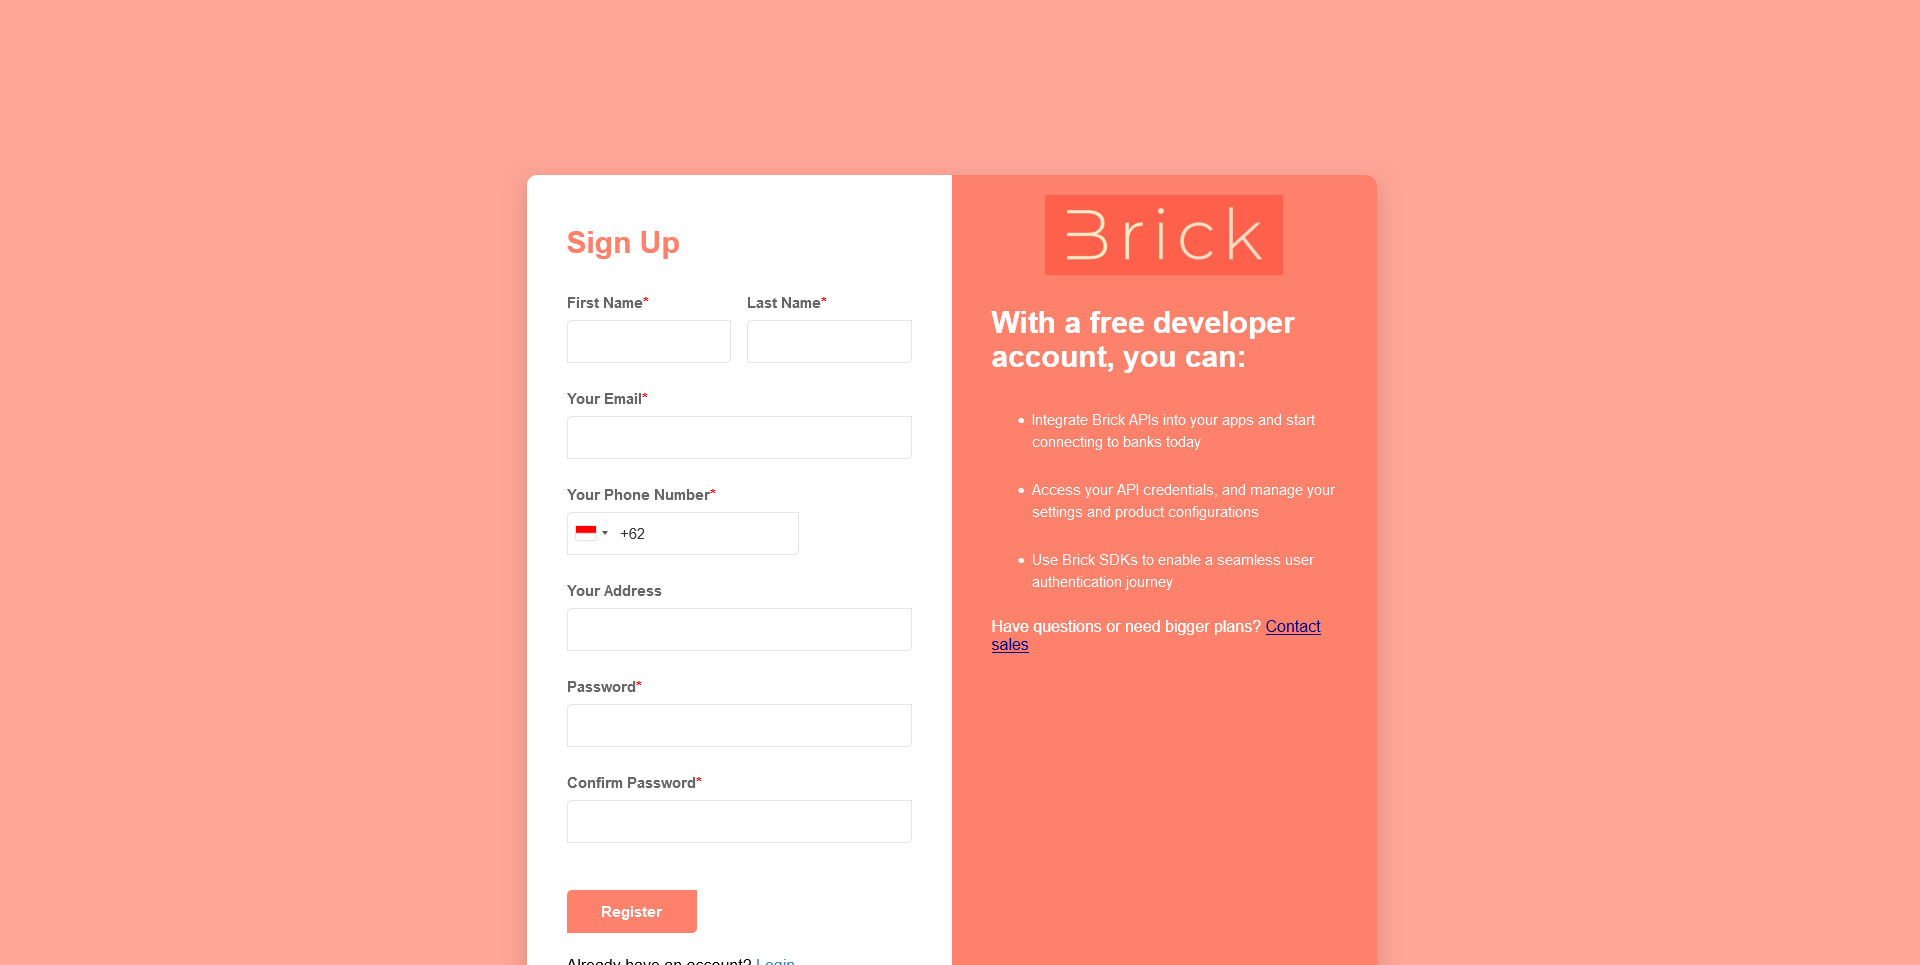 Sign Up
First Name* Last Name*
Your Email*
Your Phone Number*
+62
Your Address
Password*
Confirm Password*
Register
Already have an account? Login
Brick
With a free developer
account, you can:
• Integrate Brick APIs into your apps and start
connecting to banks today
• Access your API credentials, and manage your
settings and product configurations
• Use Brick SDKs to enable a seamless user
authentication journey
Have questions or need bigger plans? Contact
sales